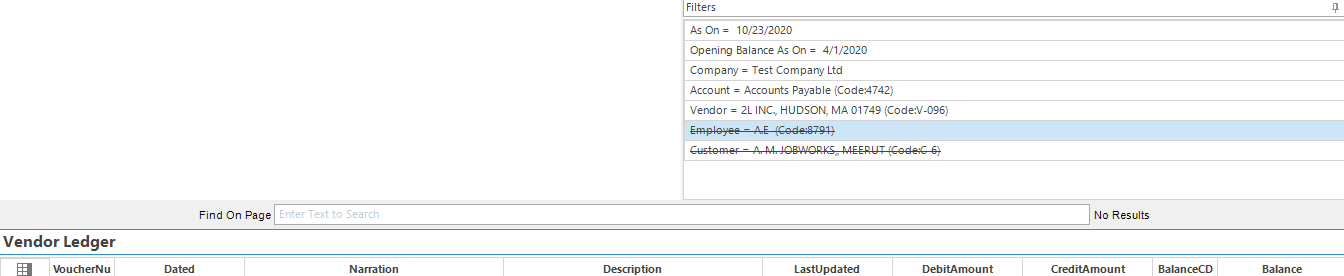 Filters
As On =  10/23/2020
Opening Balance As On =  4/1/2020
Company = Test Company Ltd
Account = Accounts Payable (Code:4742)
Vendor = 2L INC., HUDSON, MA 01749 (Code:V-096)
Employee = A.E  (Code:8791)
Customer = A. M. JOBWORKS,, MEERUT (Code:C-6)
Find On Page Enter Text to Search No Results
Vendor Ledger
VoucherNu Dated Narration Description LastUpdated DebitAmount CreditAmount BalanceCD Balance